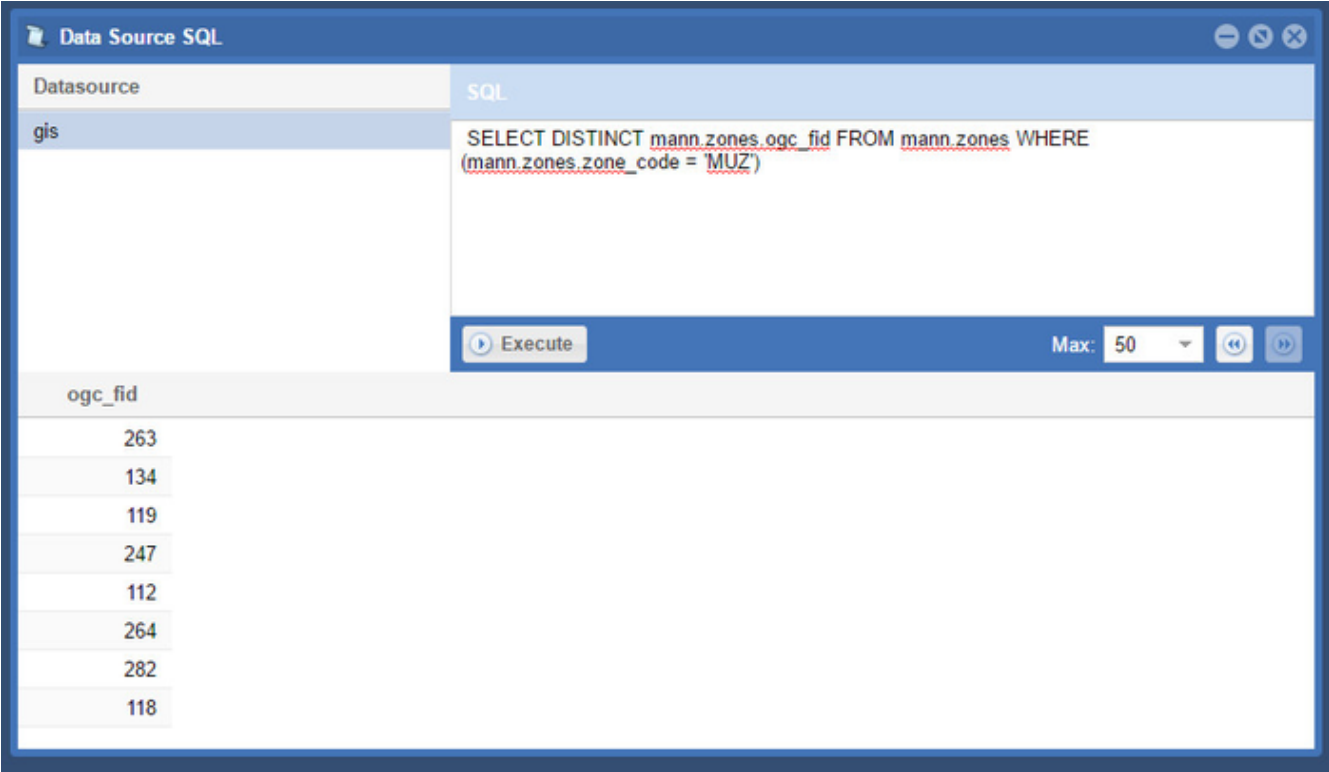 Data Source SQL
Datasource
gis
SQL
SELECT DISTINCT mann.zones.ogc_fid FROM mann.zones WHERE
(mann.zones.zone_code = 'MUZ')
Execute
Max: 50
ogc_fid
263
134
119
247
112
264
282
118